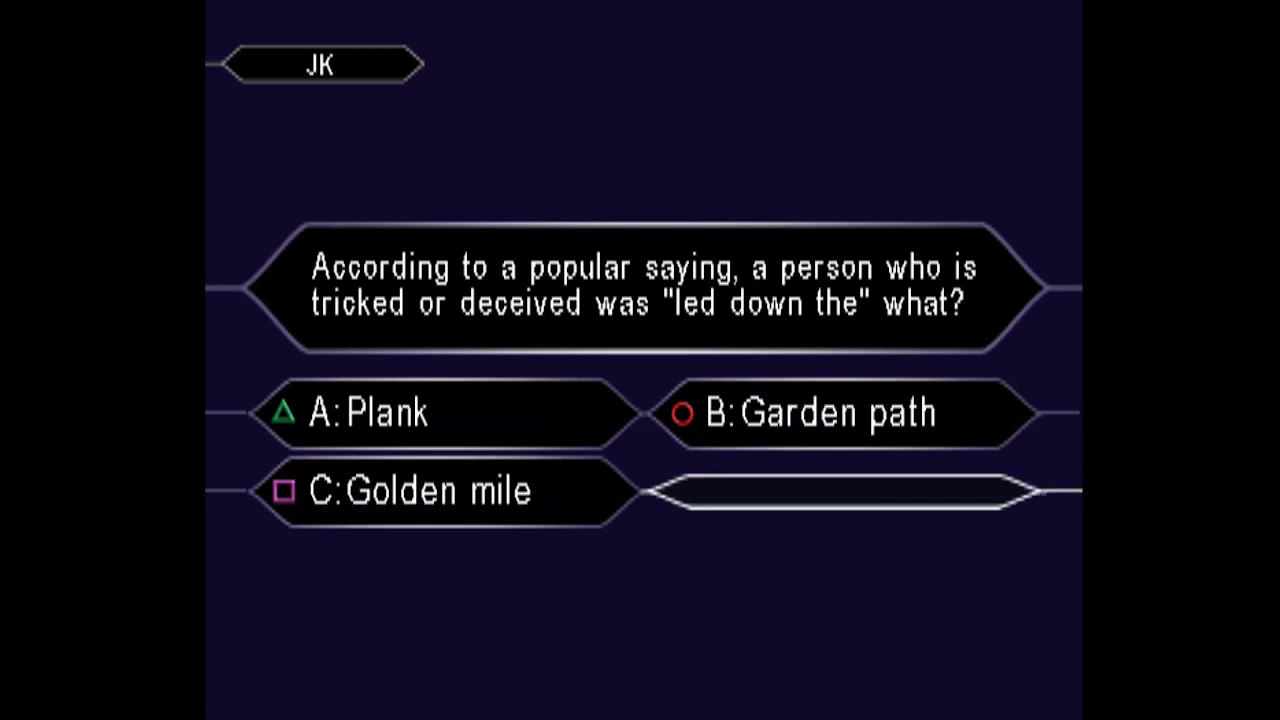 JK
According to a popular saying, a person who is
tricked or deceived was "led down the" what?
A: Plank
B: Garden path
C: Golden mile